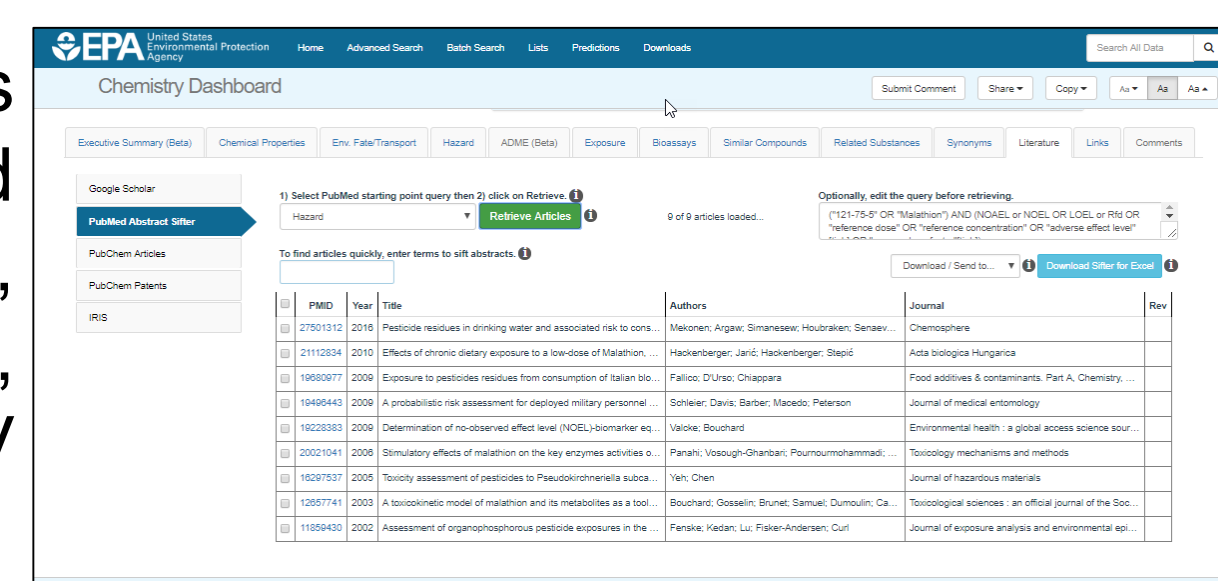 s
d
,
,
y
EPA United States Environmental Protection Agency
Home Advanced Search Batch Search Lists Predictions Downloads
Search All Data
Chemistry Dashboard
Submit Comment Share Copy Aa Aa Aa
Executive Summary (Beta) Chemical Properties Env. Fate/Transport Hazard ADME (Beta) Exposure Bioassays Similar Compounds Related Substances Synonyms Literature Links Comments
Google Scholar
PubMed Abstract Sifter
PubChem Articles
PubChem Patents
IRIS
1) Select PubMed starting point query then 2) click on Retrieve.
Hazard Retrieve Articles 9 of 9 articles loaded...
Optionally, edit the query before retrieving.
("121-75-5" OR "Malathion") AND (NOAEL or NOEL OR LOEL or Rfd OR
"reference dose" OR "reference concentration" OR "adverse effect level"
To find articles quickly, enter terms to sift abstracts.
Download / Send to... Download Sifter for Excel
PMID Year Title Authors Journal Rev
27501312 2016 Pesticide residues in drinking water and associated risk to cons... Mekonen; Argaw; Simanesew; Houbraken; Senaev... Chemosphere
21112834 2010 Effects of chronic dietary exposure to a low-dose of Malathion, ... Hackenberger; Jarić; Hackenberger; Stepić Acta biologica Hungarica
19680977 2009 Exposure to pesticides residues from consumption of Italian blo... Fallico; D'Urso; Chiappara Food additives & contaminants. Part A, Chemistry, ...
19496443 2009 A probabilistic risk assessment for deployed military personnel ... Schleier; Davis; Barber; Macedo; Peterson Journal of medical entomology
19228383 2009 Determination of no-observed effect level (NOEL)-biomarker eq... Valcke; Bouchard Environmental health : a global access science sour...
20021041 2006 Stimulatory effects of malathion on the key enzymes activities o... Panahi; Vosough-Ghanbari; Pournourmohammadi; ... Toxicology mechanisms and methods
16297537 2005 Toxicity assessment of pesticides to Pseudokirchneriella subca... Yeh; Chen Journal of hazardous materials
12657741 2003 A toxicokinetic model of malathion and its metabolites as a tool... Bouchard; Gosselin; Brunet; Samuel; Dumoulin; Ca... Toxicological sciences : an official journal of the Soc...
11859430 2002 Assessment of organophosphorous pesticide exposures in the ... Fenske; Kedan; Lu; Fisker-Andersen; Curl Journal of exposure analysis and environmental epi...